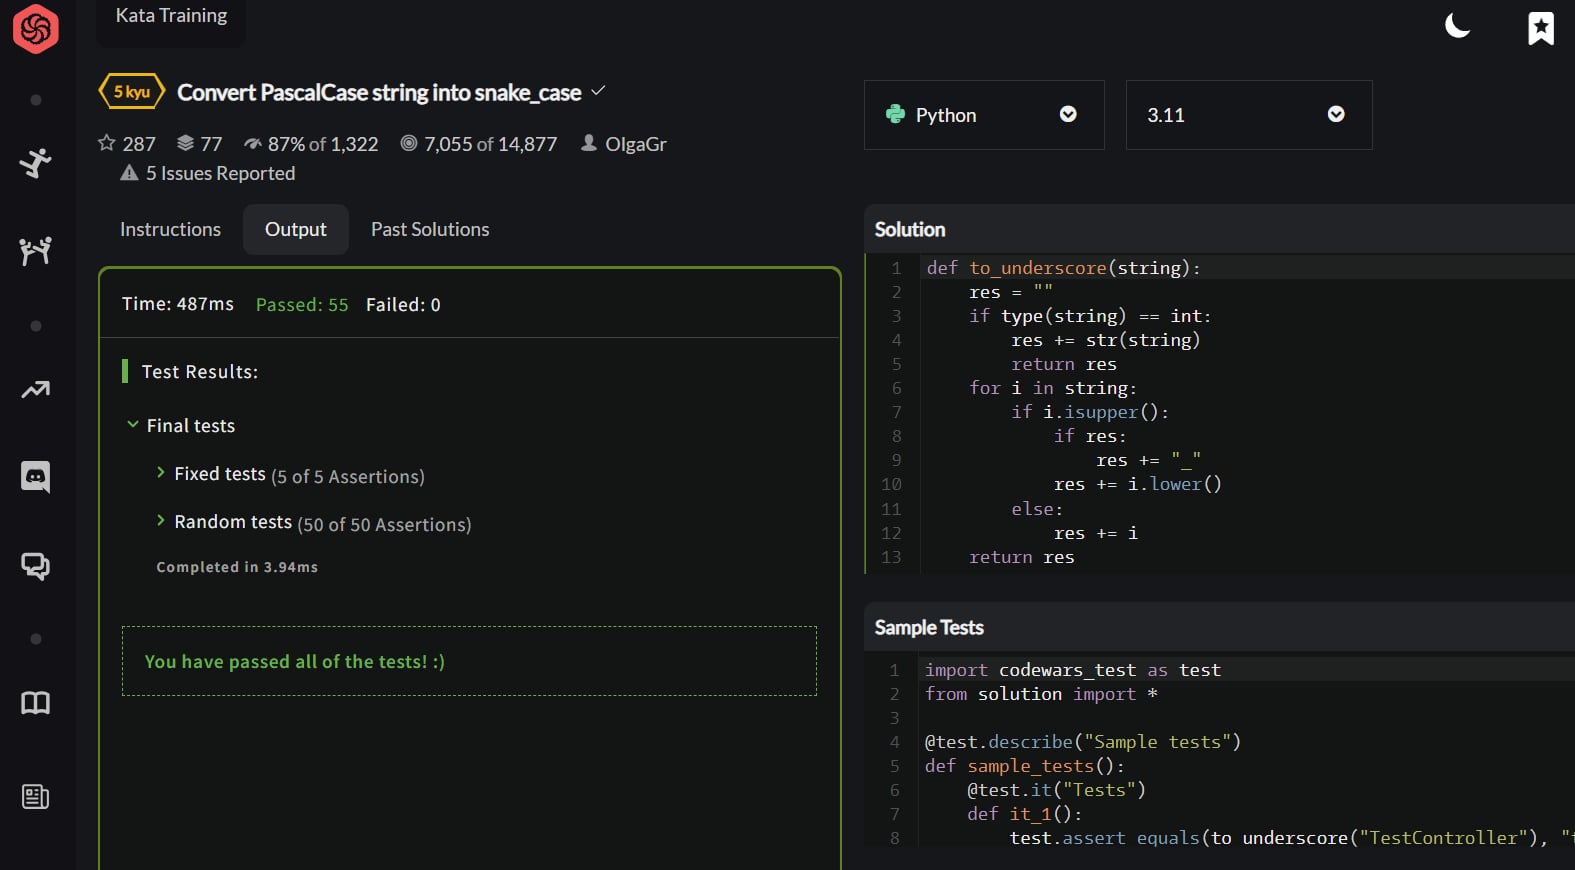 Kata Training
5 kyu Convert PascalCase string into snake_case
287 77 87% of 1,322 7,055 of 14,877 OlgaGr
5 Issues Reported
Python 3.11
Instructions Output Past Solutions
Time: 487ms Passed: 55 Failed: 0
Test Results:
Final tests
Fixed tests (5 of 5 Assertions)
Random tests (50 of 50 Assertions)
Completed in 3.94ms
You have passed all of the tests! :)
Solution
1 def to_underscore(string):
2     res = ""
3     if type(string) == int:
4         res += str(string)
5         return res
6     for i in string:
7         if i.isupper():
8             if res:
9                 res += "_"
10             res += i.lower()
11         else:
12             res += i
13     return res
Sample Tests
1 import codewars_test as test
2 from solution import *
3
4 @test.describe("Sample tests")
5 def sample_tests():
6     @test.it("Tests")
7     def it_1():
8         test.assert_equals(to_underscore("TestController"), "t